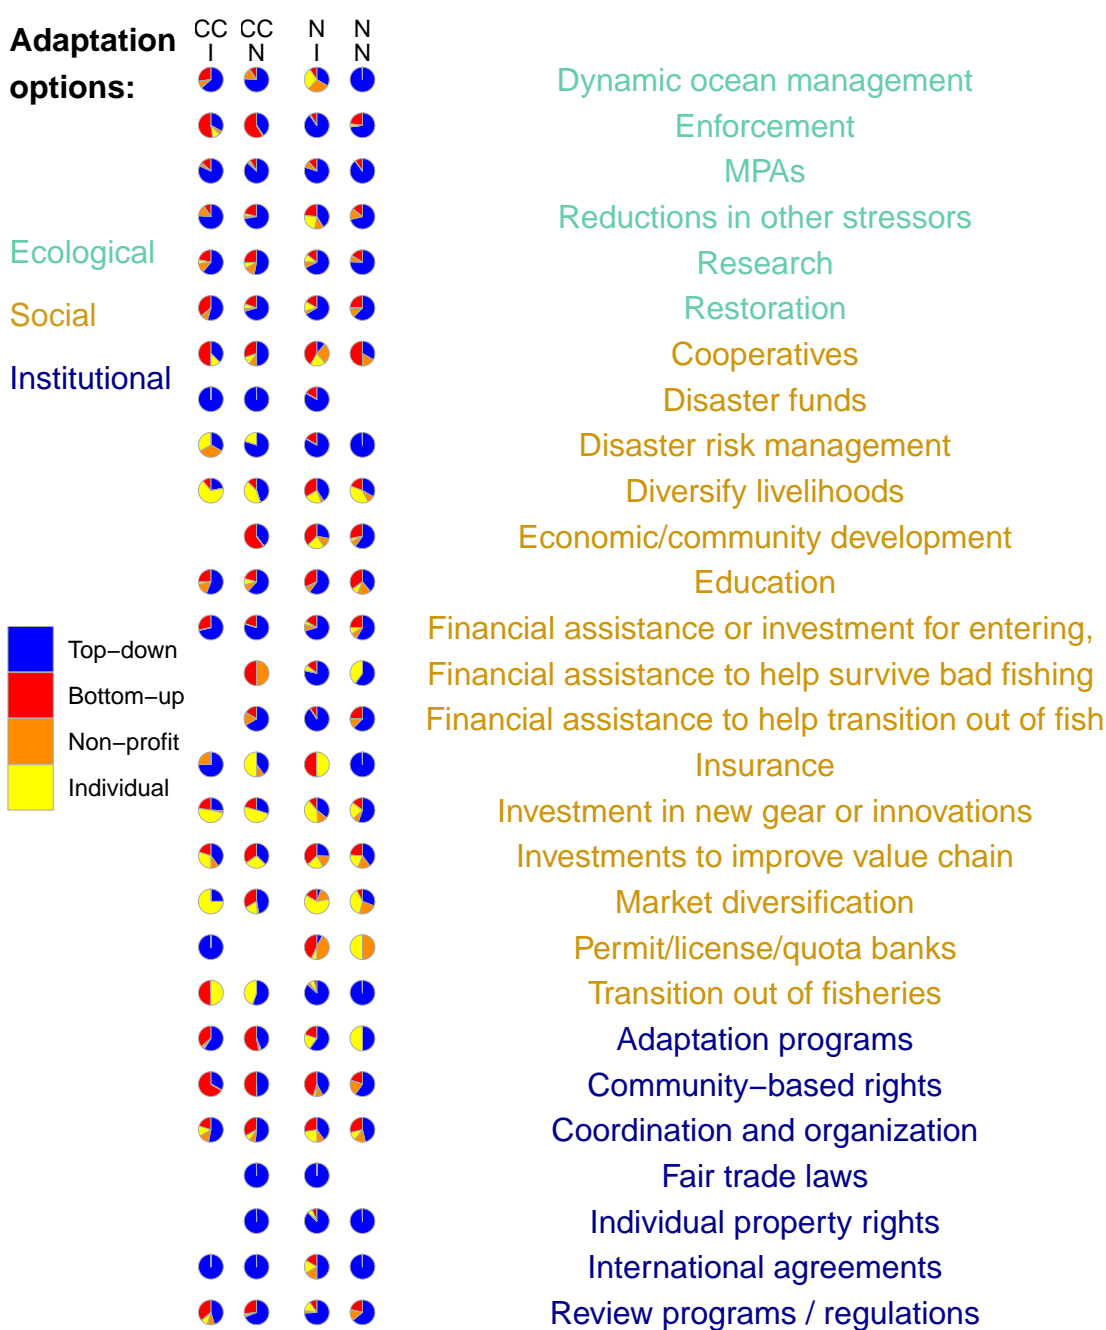 Adaptation
options:
CC CC N N
I N I N
Dynamic ocean management
Enforcement
MPAs
Reductions in other stressors
Ecological
Research
Social
Restoration
Cooperatives
Institutional
Disaster funds
Disaster risk management
Diversify livelihoods
Economic/community development
Education
Top−down
Bottom−up
Non−profit
Individual
Financial assistance or investment for entering,
Financial assistance to help survive bad fishing
Financial assistance to help transition out of fish
Insurance
Investment in new gear or innovations
Investments to improve value chain
Market diversification
Permit/license/quota banks
Transition out of fisheries
Adaptation programs
Community−based rights
Coordination and organization
Fair trade laws
Individual property rights
International agreements
Review programs / regulations